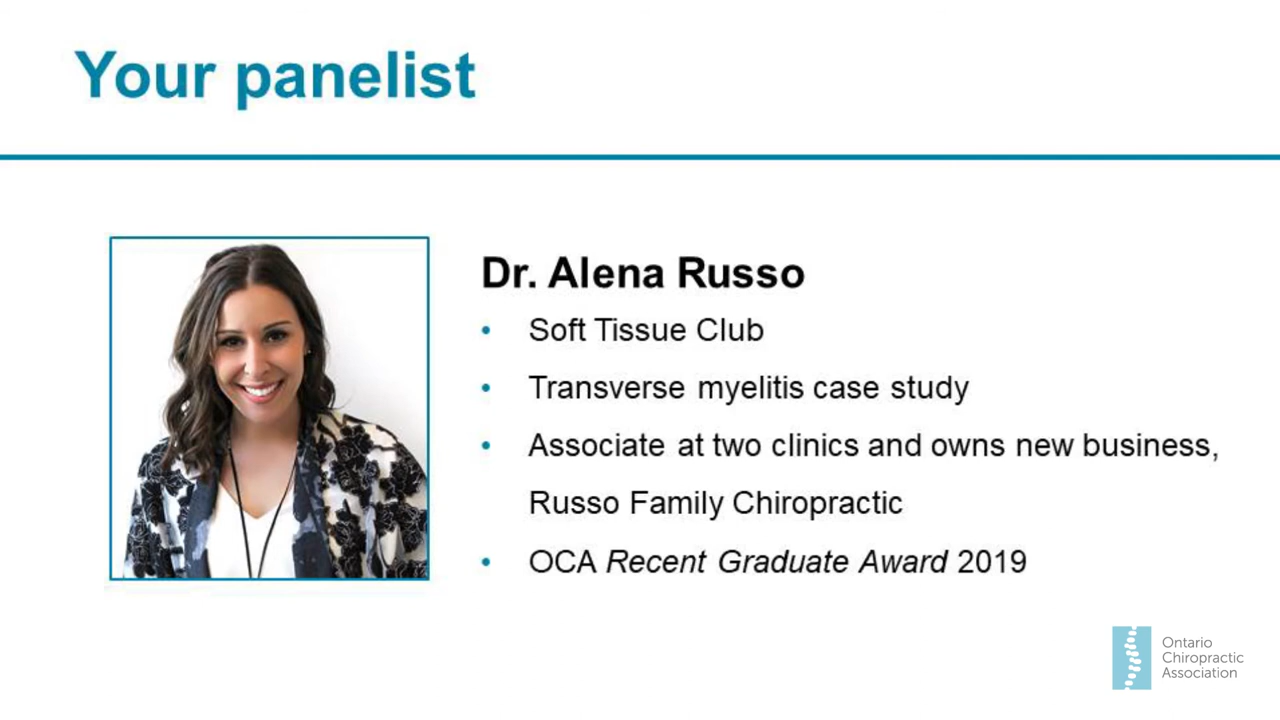 Your panelist
Dr. Alena Russo
• Soft Tissue Club
• Transverse myelitis case study
• Associate at two clinics and owns new business,
Russo Family Chiropractic
• OCA Recent Graduate Award 2019
Ontario
Chiropractic
Association